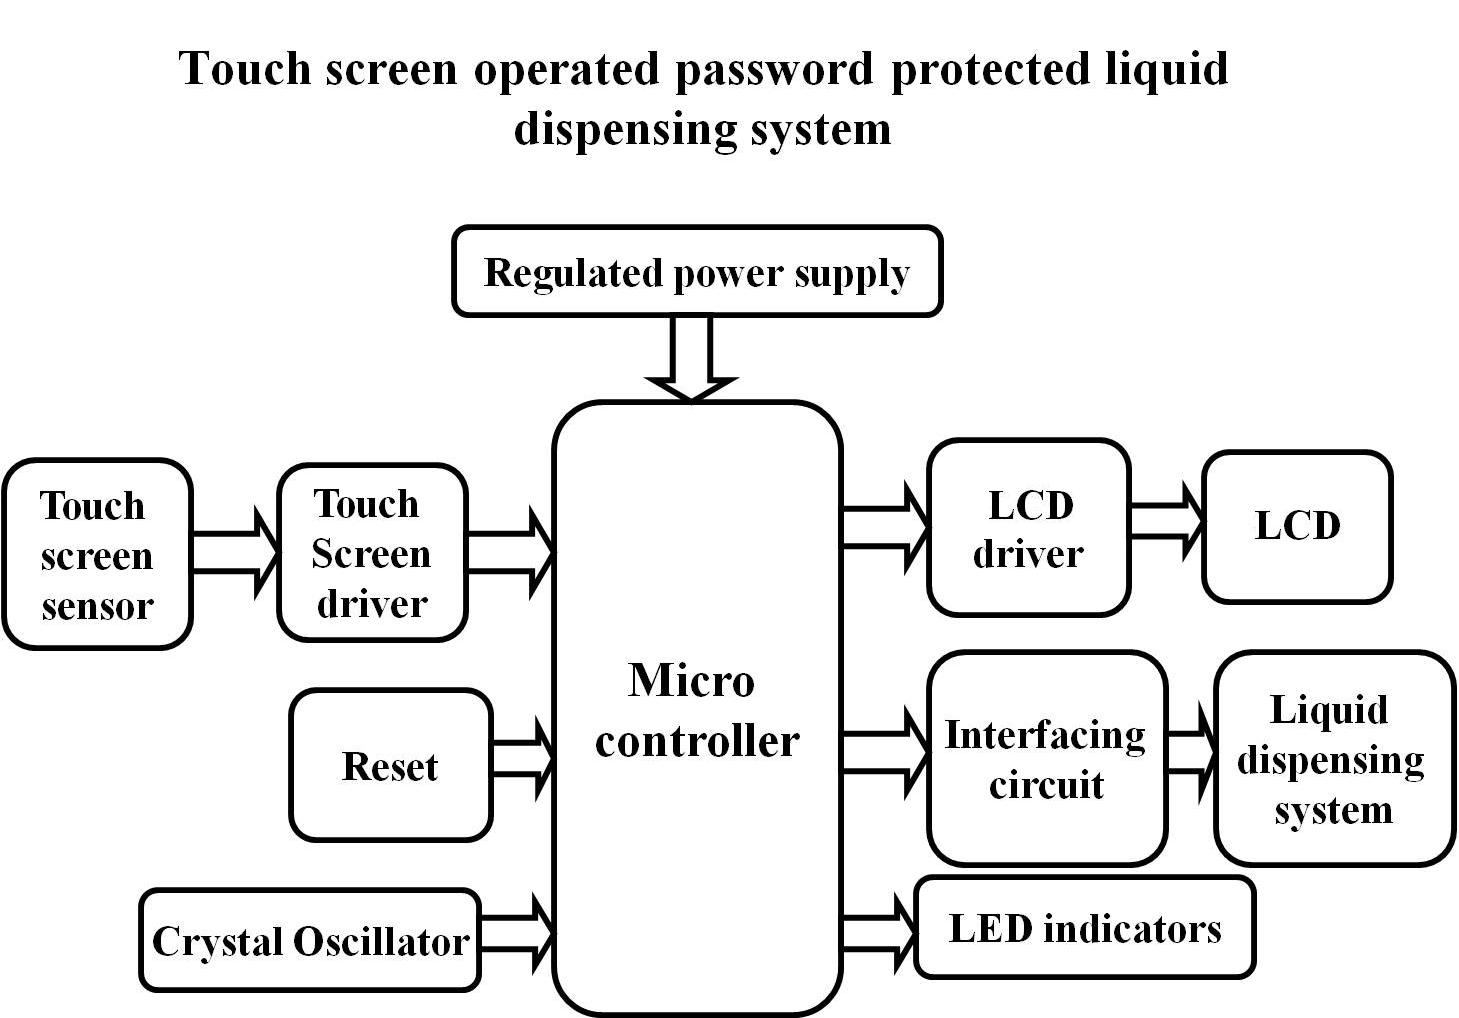 Touch screen operated password protected liquid
dispensing system
Regulated power supply
Touch
screen
sensor
Touch
Screen
driver
LCD
driver
LCD
Micro
controller
Reset
Interfacing
circuit
Liquid
dispensing
system
Crystal Oscillator
LED indicators